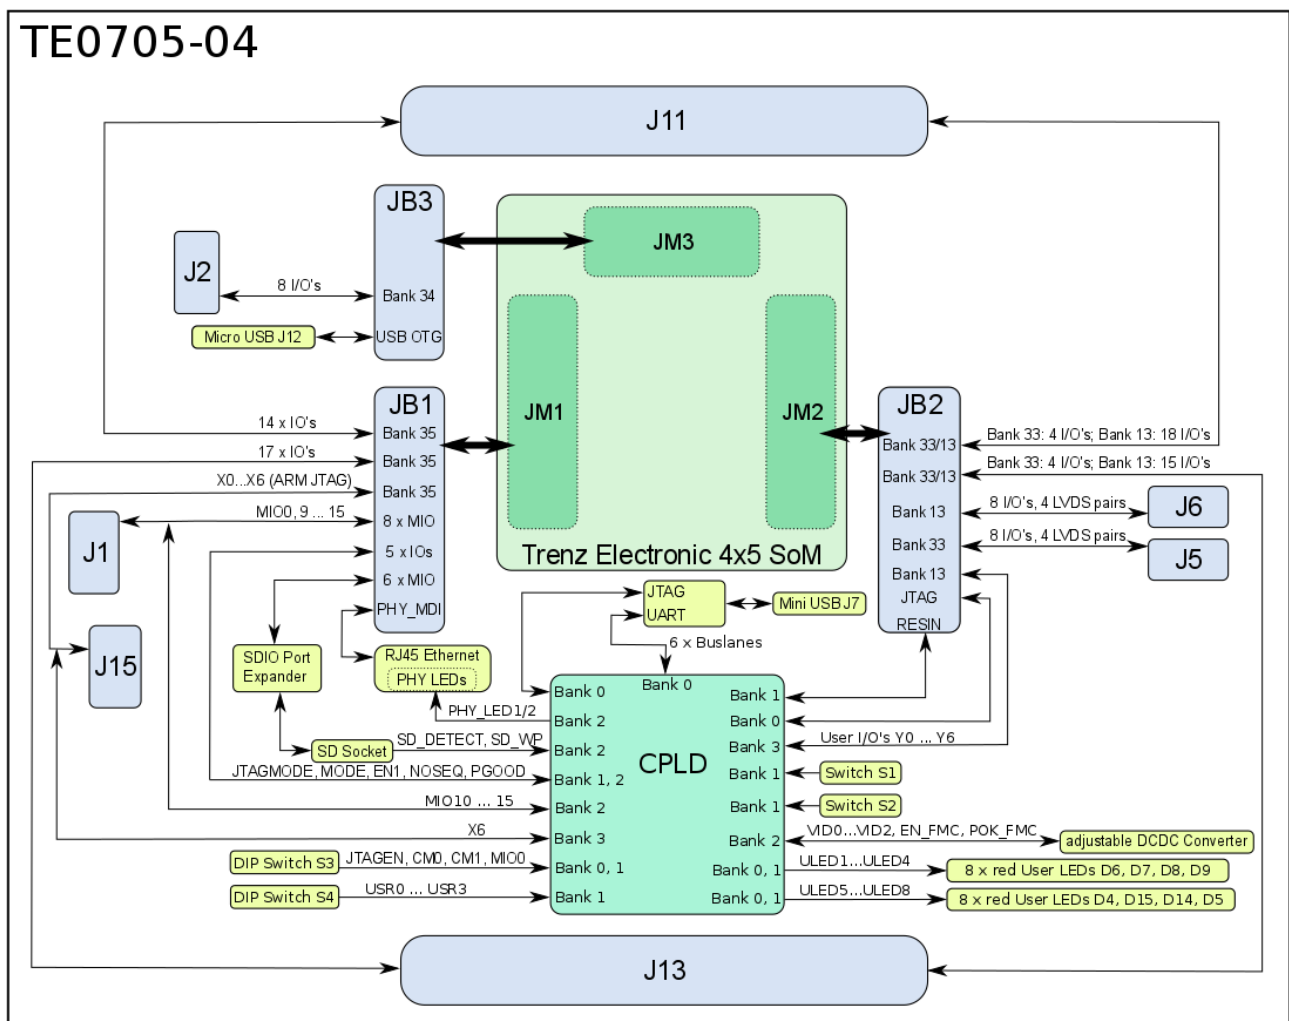 TE0705-04
J11
JB3
JM3
J2
8 I/O's
Bank 34
Micro USB J12
USB OTG
JB1
JM1
JM2
JB2
14 x IO's
Bank 35
Bank 33/13
Bank 33: 4 I/O's; Bank 13: 18 I/O's
17 x IO's
Bank 35
Bank 33/13
Bank 33: 4 I/O's; Bank 13: 15 I/O's
X0...X6 (ARM JTAG)
Bank 35
8 I/O's, 4 LVDS pairs
J6
MIO0, 9 ... 15
8 x MIO
Bank 13
J1
5 x IOs
Trenz Electronic 4x5 SoM
Bank 33
8 I/O's, 4 LVDS pairs
J5
6 x MIO
Bank 13
JTAG
UART
Mini USB J7
JTAG
PHY_MDI
RESIN
6 x Buslanes
SDIO Port
Expander
RJ45 Ethernet
PHY LEDs
J15
Bank 0
Bank 0
Bank 1
PHY_LED1/2
Bank 2
Bank 0
SD Socket
SD_DETECT, SD_WP
Bank 2
CPLD
Bank 3
User I/O's Y0 ... Y6
JTAGMODE, MODE, EN1, NOSEQ, PGOOD
Bank 1, 2
Bank 1
Switch S1
MIO10 ... 15
Bank 2
Bank 1
Switch S2
X6
Bank 3
Bank 2
VID0...VID2, EN_FMC, POK_FMC
adjustable DCDC Converter
DIP Switch S3
JTAGEN, CM0, CM1, MIO0
Bank 0, 1
Bank 0, 1
ULED1...ULED4
8 x red User LEDs D6, D7, D8, D9
DIP Switch S4
USR0 ... USR3
Bank 1
Bank 0, 1
ULED5...ULED8
8 x red User LEDs D4, D15, D14, D5
J13